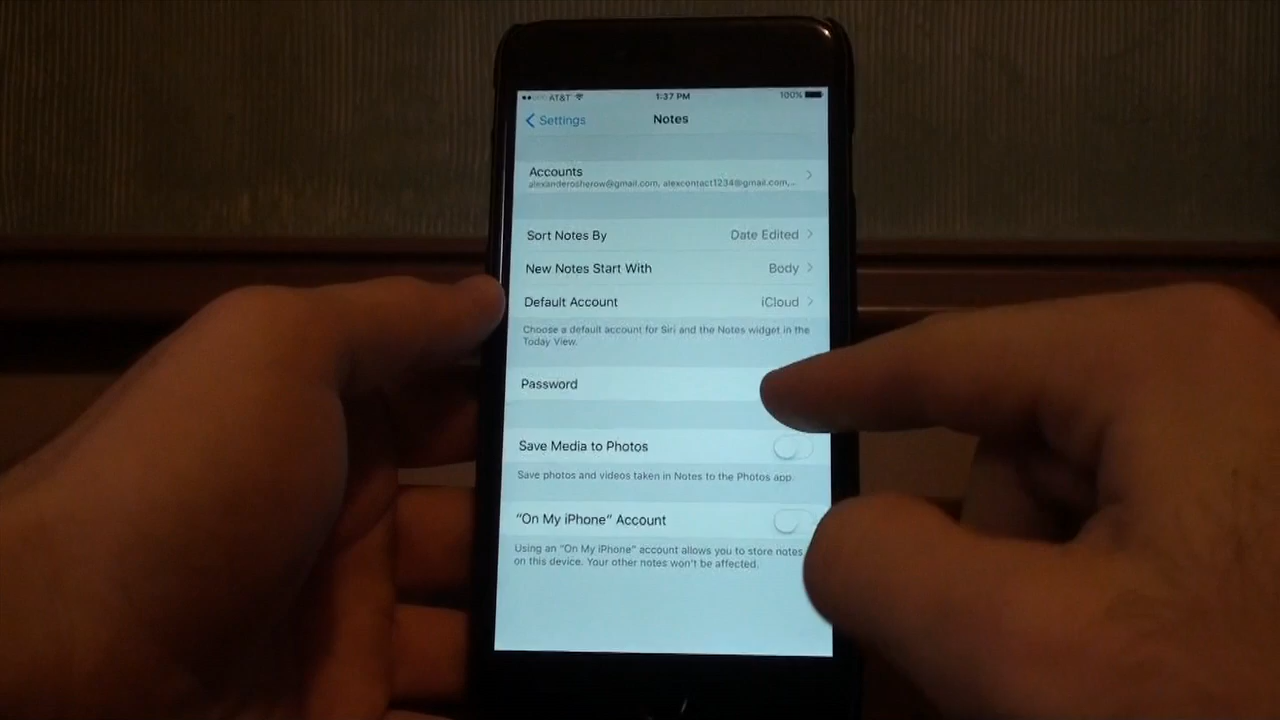 AT&T 1:37 PM 100%
Settings Notes
Accounts
alexanderosherow@gmail.com, alexcontact1234@gmail.com,...
Sort Notes By Date Edited
New Notes Start With Body
Default Account iCloud
Choose a default account for Siri and the Notes widget in the
Today View.
Password
Save Media to Photos
Save photos and videos taken in Notes to the Photos app.
“On My iPhone” Account
Using an “On My iPhone” account allows you to store notes
on this device. Your other notes won't be affected.